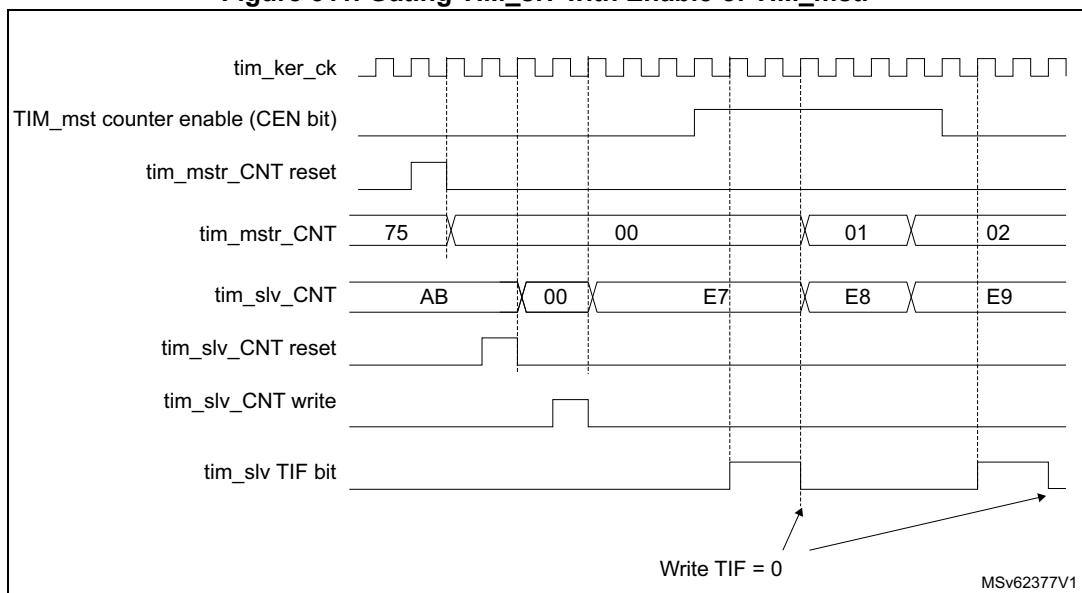 tim_ker_ck
TIM_mst counter enable (CEN bit)
tim_mstr_CNT reset
tim_mstr_CNT 75 00 01 02
tim_slv_CNT AB 00 E7 E8 E9
tim_slv_CNT reset
tim_slv_CNT write
tim_slv TIF bit
Write TIF = 0
MSv62377V1